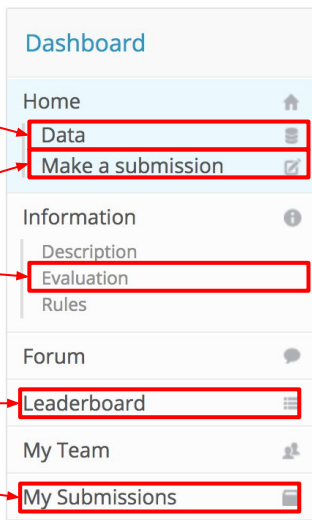 Dashboard
Home
Data
Make a submission
Information
Description
Evaluation
Rules
Forum
Leaderboard
My Team
My Submissions